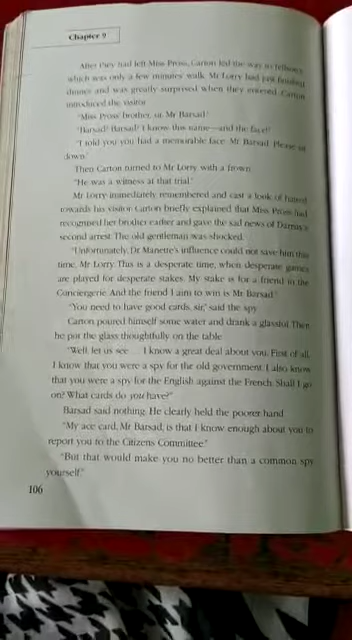 Chapter 9
After they had left Miss Pross, Carton led the way to Tellson's,
which was only a few minutes' walk. Mr Lorry had just finished
dinner and was greatly surprised when they entered. Carton
introduced the visitor.
"Miss Pross' brother, sir. Mr Barsad."
"Barsad? Barsad? I know this name—and the face!"
"I told you you had a memorable face, Mr Barsad. Please sit
down."
Then Carton turned to Mr Lorry with a frown.
"He was a witness at that trial."
Mr Lorry immediately remembered and cast a look of hatred
towards his visitor. Carton briefly explained that Miss Pross had
recognised her brother earlier and gave the sad news of Darnay's
second arrest. The old gentleman was shocked.
"Unfortunately, Dr Manette's influence could not save him this
time, Mr Lorry. This is a desperate time, when desperate games
are played for desperate stakes. My stake is for a friend in the
Conciergerie. And the friend I aim to win is Mr Barsad."
"You need to have good cards, sir," said the spy.
Carton poured himself some water and drank a glassful. Then
he put the glass thoughtfully on the table.
"Well, let us see ... I know a great deal about you. First of all,
I know that you were a spy for the old government. I also know
that you were a spy for the English against the French. Shall I go
on? What cards do you have?"
Barsad said nothing. He clearly held the poorer hand.
"My ace card, Mr Barsad, is that I know enough about you to
report you to the Citizens Committee."
"But that would make you no better than a common spy
yourself."
106